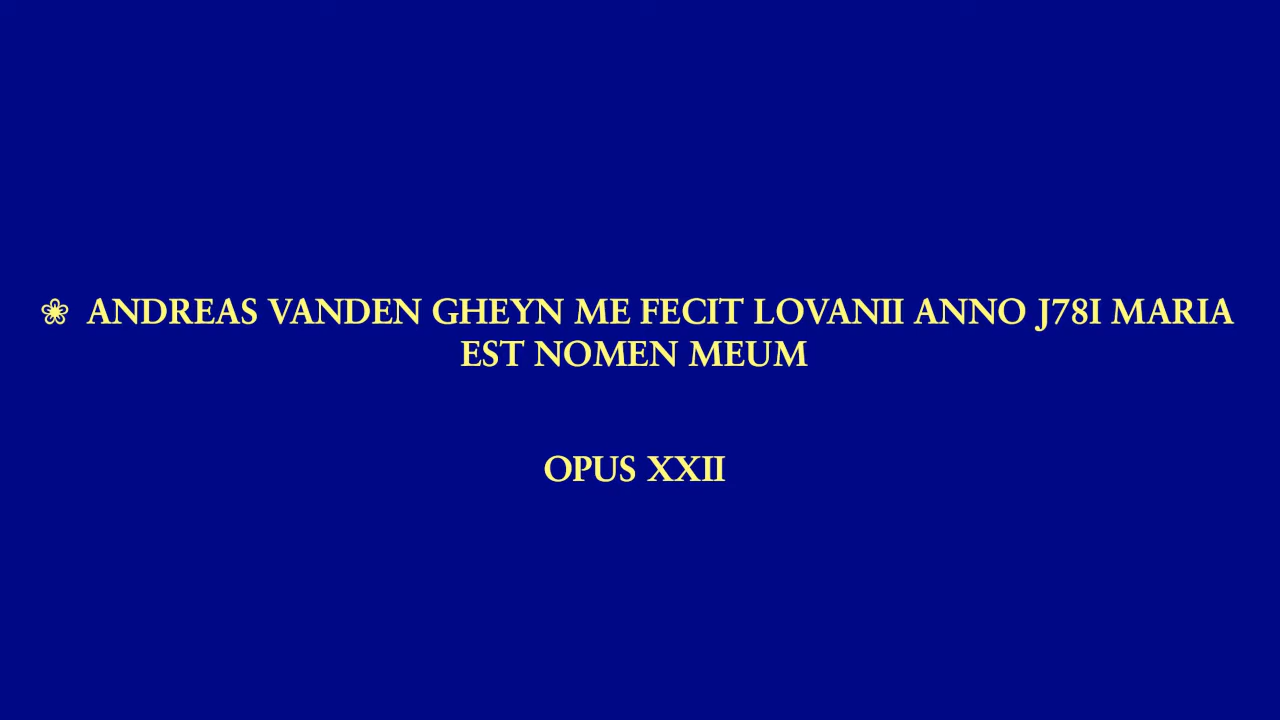 ❀ ANDREAS VANDEN GHEYN ME FECIT LOVANII ANNO J78I MARIA
EST NOMEN MEUM
OPUS XXII